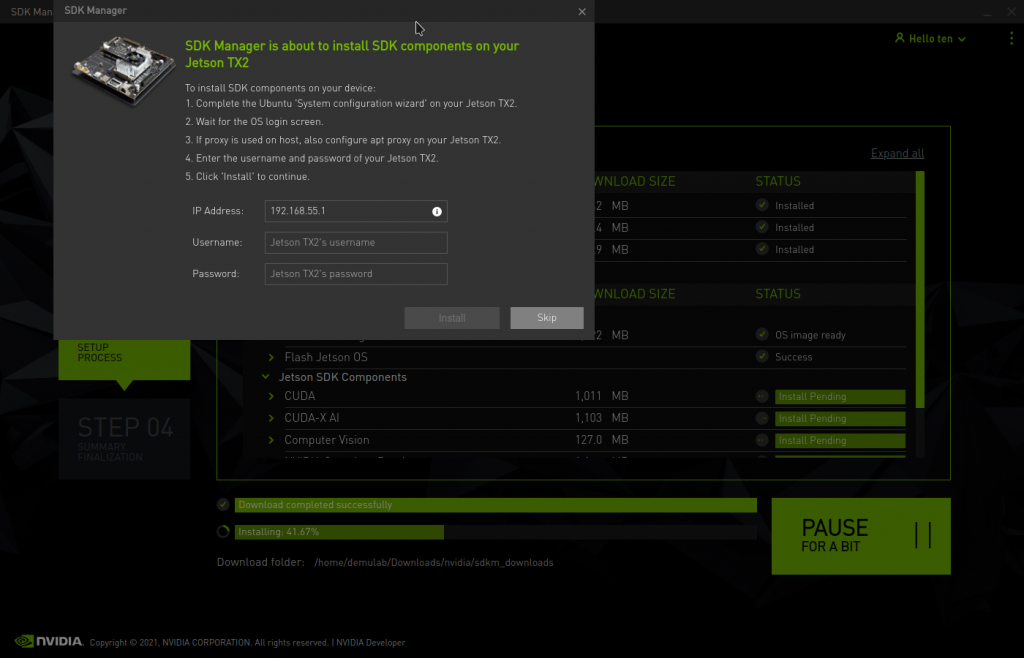 SDK Man
SDK Manager
Hello ten
SDK Manager is about to install SDK components on your
Jetson TX2
To install SDK components on your device:
1. Complete the Ubuntu 'System configuration wizard' on your Jetson TX2.
2. Wait for the OS login screen.
3. If proxy is used on host, also configure apt proxy on your Jetson TX2.
4. Enter the username and password of your Jetson TX2.
5. Click 'Install' to continue.
IP Address: 192.168.55.1
Username: Jetson TX2's username
Password: Jetson TX2's password
Install Skip
Expand all
WNLOAD SIZE STATUS
2 MB Installed
4 MB Installed
.9 MB Installed
WNLOAD SIZE STATUS
22 MB OS image ready
Flash Jetson OS Success
Jetson SDK Components
CUDA 1,011 MB Install Pending
CUDA-X AI 1,103 MB Install Pending
Computer Vision 127.0 MB Install Pending
SETUP
PROCESS
STEP 04
SUMMARY
FINALIZATION
Download completed successfully
Installing: 41.67%
Download folder: /home/demulab/Downloads/nvidia/sdkm_downloads
PAUSE
FOR A BIT
NVIDIA. Copyright © 2021, NVIDIA CORPORATION. All rights reserved. | NVIDIA Developer